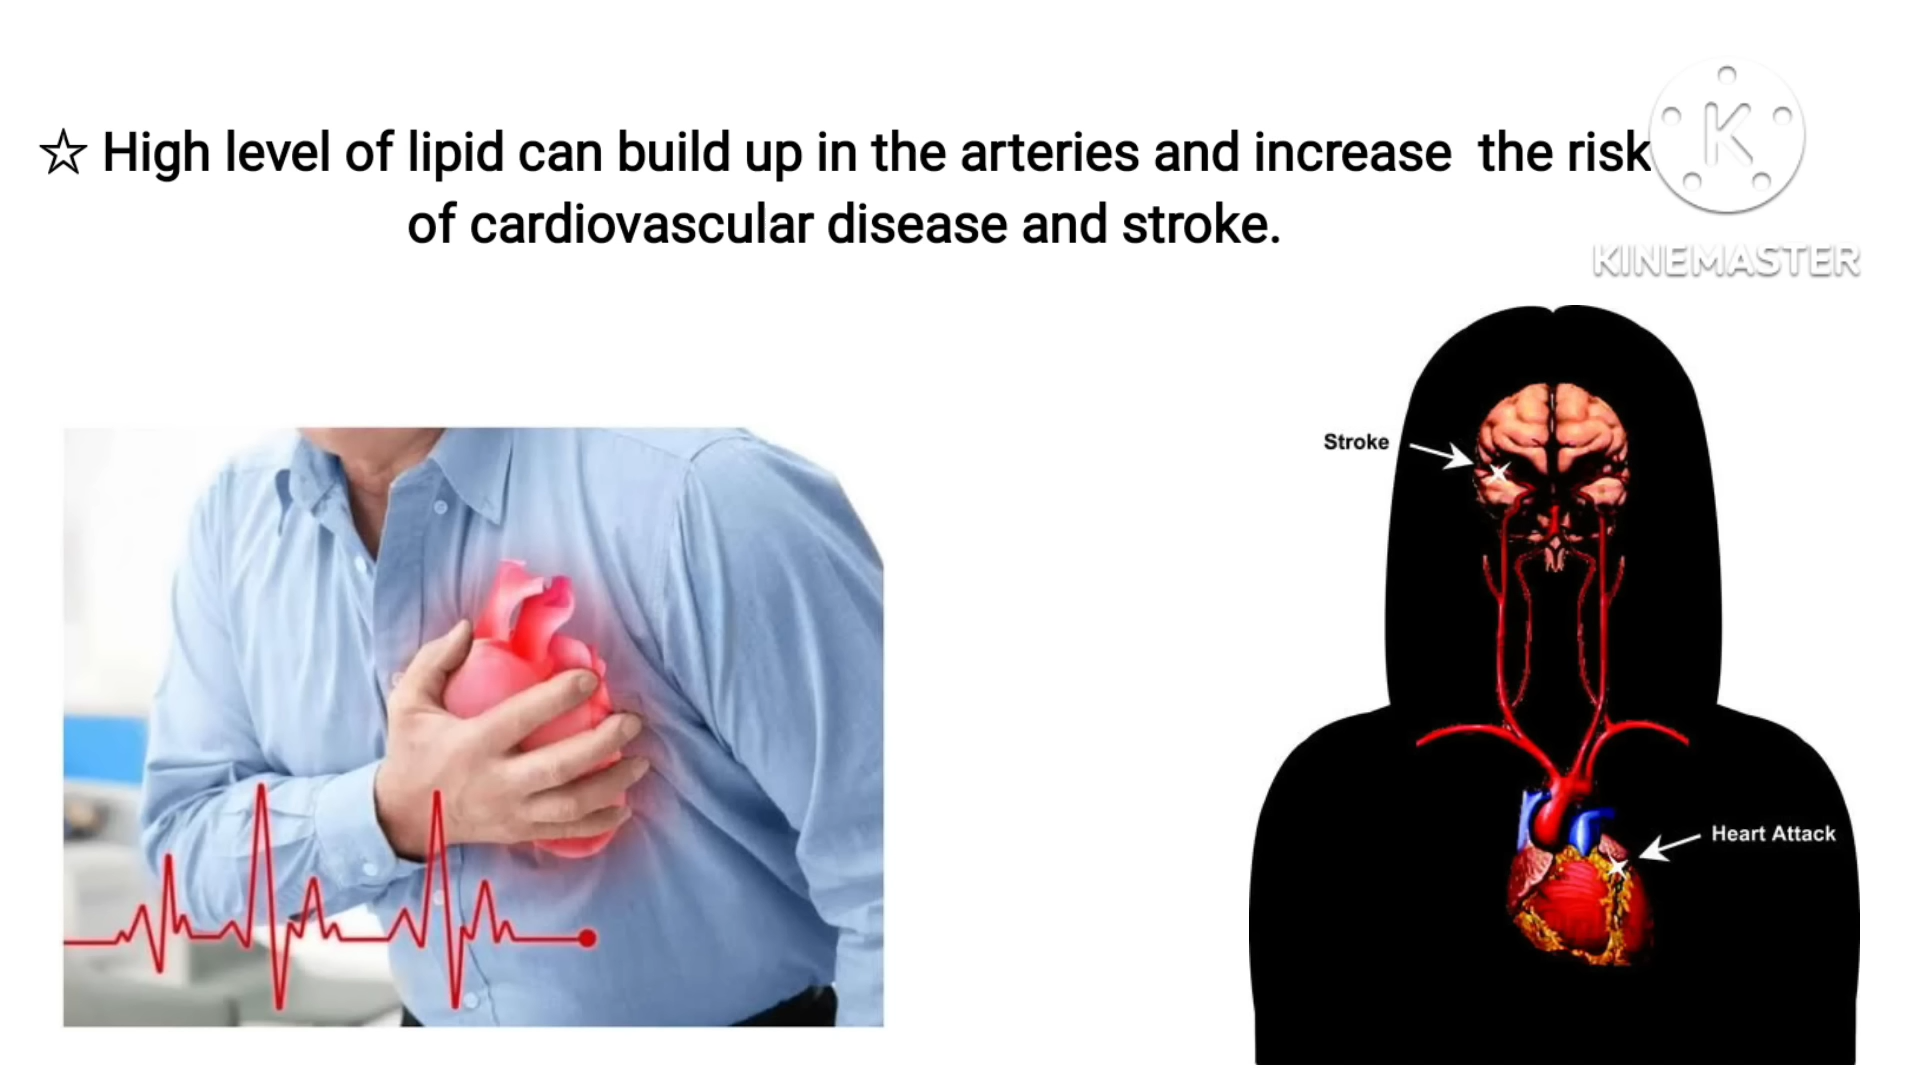 ☆ High level of lipid can build up in the arteries and increase  the risk
of cardiovascular disease and stroke.
K
KINEMASTER
Stroke
Heart Attack